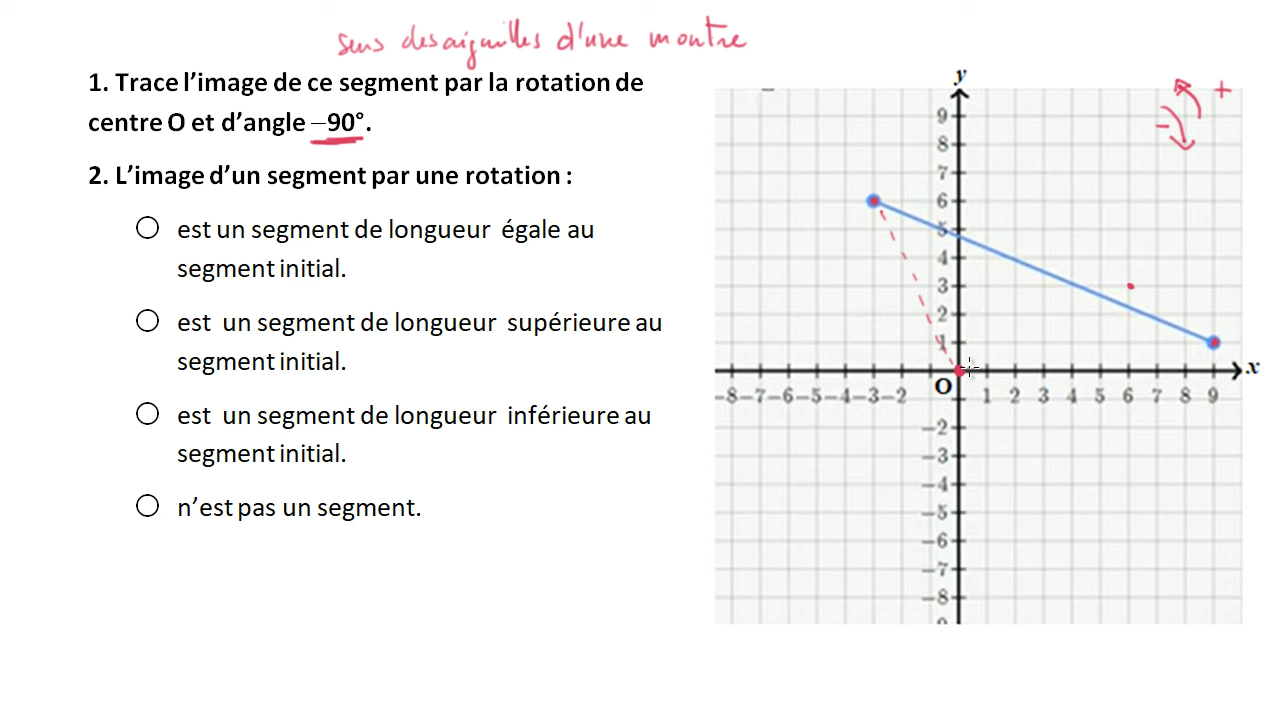 sens des aiguilles d'une montre
1. Trace l'image de ce segment par la rotation de
centre O et d'angle –90°.
2. L'image d'un segment par une rotation :
est un segment de longueur égale au
segment initial.
est un segment de longueur supérieure au
segment initial.
est un segment de longueur inférieure au
segment initial.
n'est pas un segment.
y
+
9
–
8
7
6
5
4
3
2
1
x
O
–8 –7 –6 –5 –4 –3 –2 1 2 3 4 5 6 7 8 9
–2
–3
–4
–5
–6
–7
–8